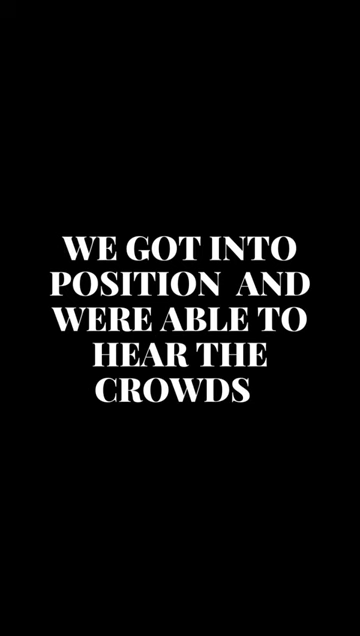 WE GOT INTO
POSITION  AND
WERE ABLE TO
HEAR THE
CROWDS